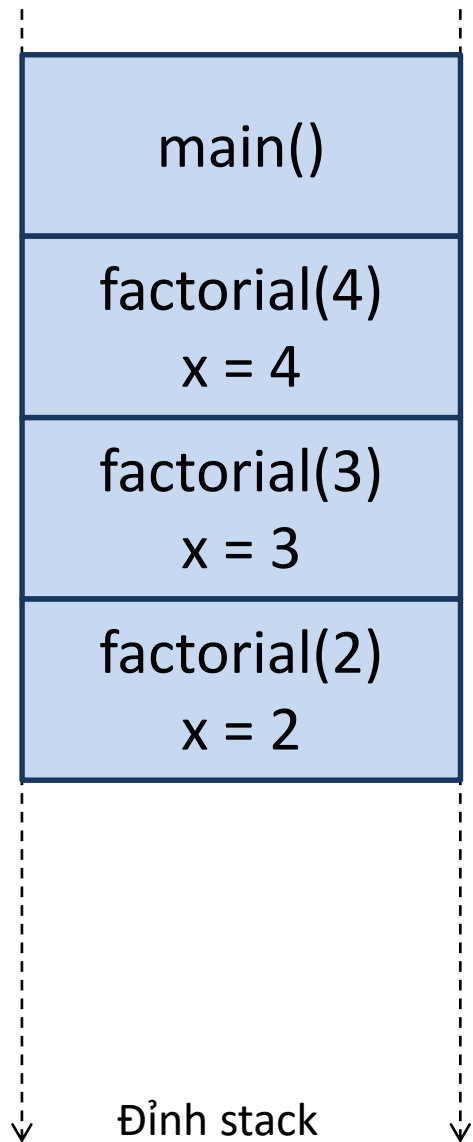 main()
factorial(4)
x = 4
factorial(3)
x = 3
factorial(2)
x = 2
Đỉnh stack